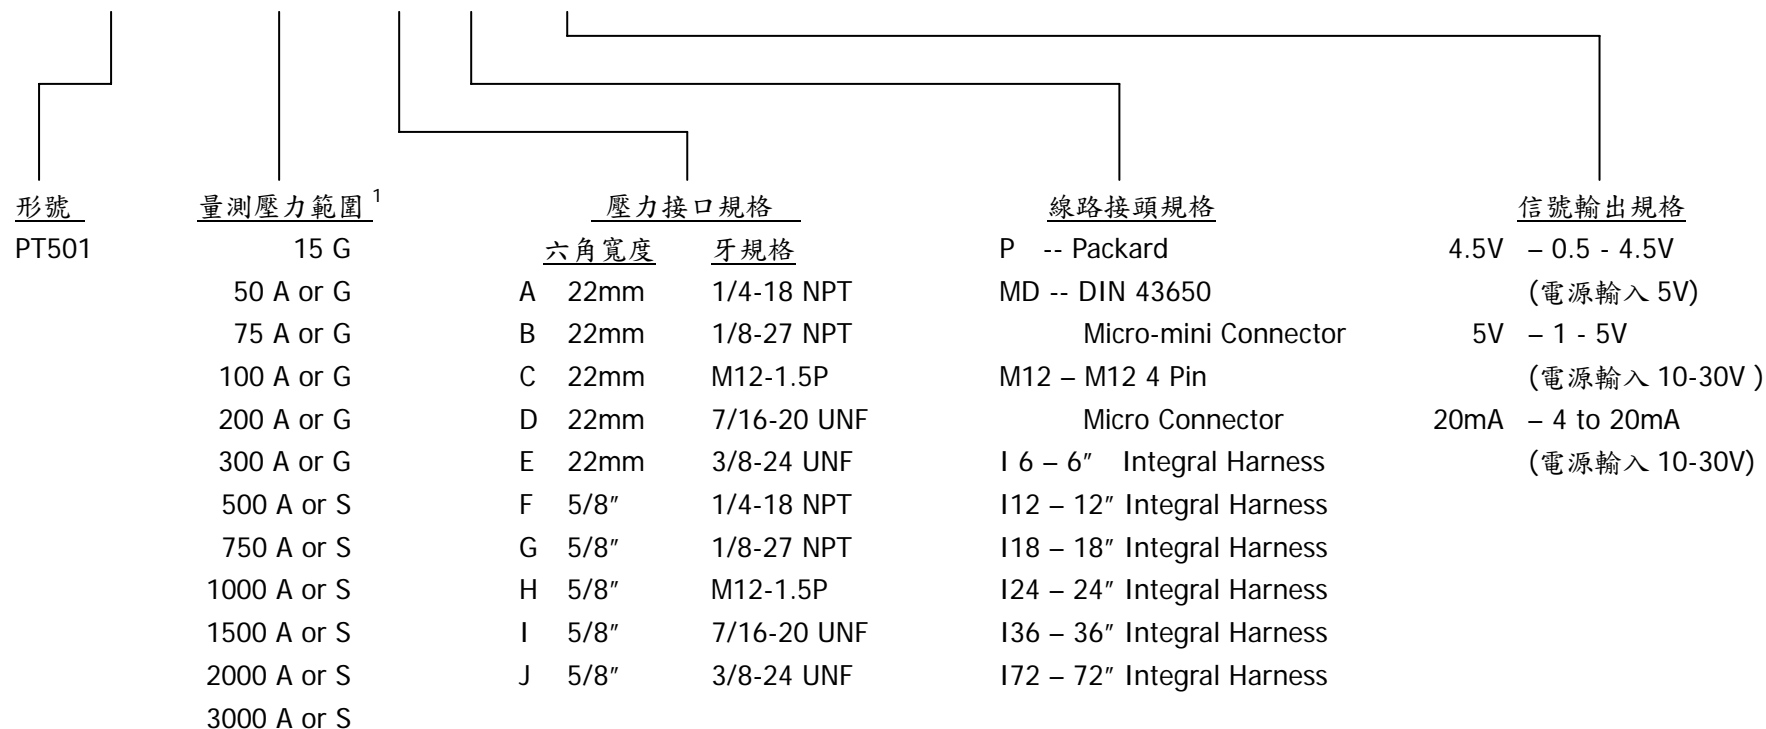 形號 量測壓力範圍 1 壓力接口規格 線路接頭規格 信號輸出規格
PT501 15 G 六角寬度 牙規格 P -- Packard 4.5V – 0.5 - 4.5V
50 A or G A 22mm 1/4-18 NPT MD -- DIN 43650 (電源輸入 5V)
75 A or G B 22mm 1/8-27 NPT Micro-mini Connector 5V – 1 - 5V
100 A or G C 22mm M12-1.5P M12 – M12 4 Pin (電源輸入 10-30V )
200 A or G D 22mm 7/16-20 UNF Micro Connector 20mA – 4 to 20mA
300 A or G E 22mm 3/8-24 UNF I 6 – 6″ Integral Harness (電源輸入 10-30V)
500 A or S F 5/8″ 1/4-18 NPT I12 – 12″ Integral Harness
750 A or S G 5/8″ 1/8-27 NPT I18 – 18″ Integral Harness
1000 A or S H 5/8″ M12-1.5P I24 – 24″ Integral Harness
1500 A or S I 5/8″ 7/16-20 UNF I36 – 36″ Integral Harness
2000 A or S J 5/8″ 3/8-24 UNF I72 – 72″ Integral Harness
3000 A or S